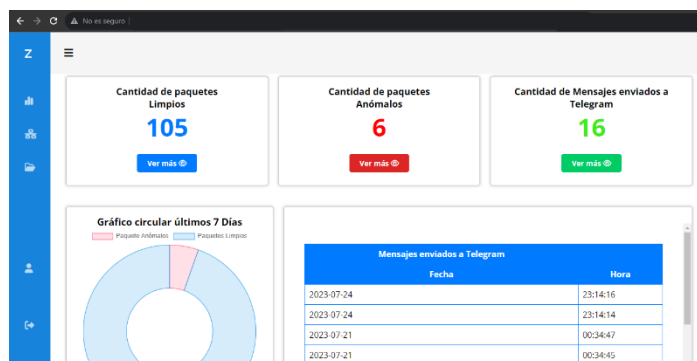 No es seguro
Z
Cantidad de paquetes
Limpios
105
Ver más
Cantidad de paquetes
Anómalos
6
Ver más
Cantidad de Mensajes enviados a
Telegram
16
Ver más
Gráfico circular últimos 7 Días
Paquete Anómalos Paquetes Limpios
Mensajes enviados a Telegram
Fecha Hora
2023-07-24 23:14:16
2023-07-24 23:14:14
2023-07-21 00:34:47
2023-07-21 00:34:45